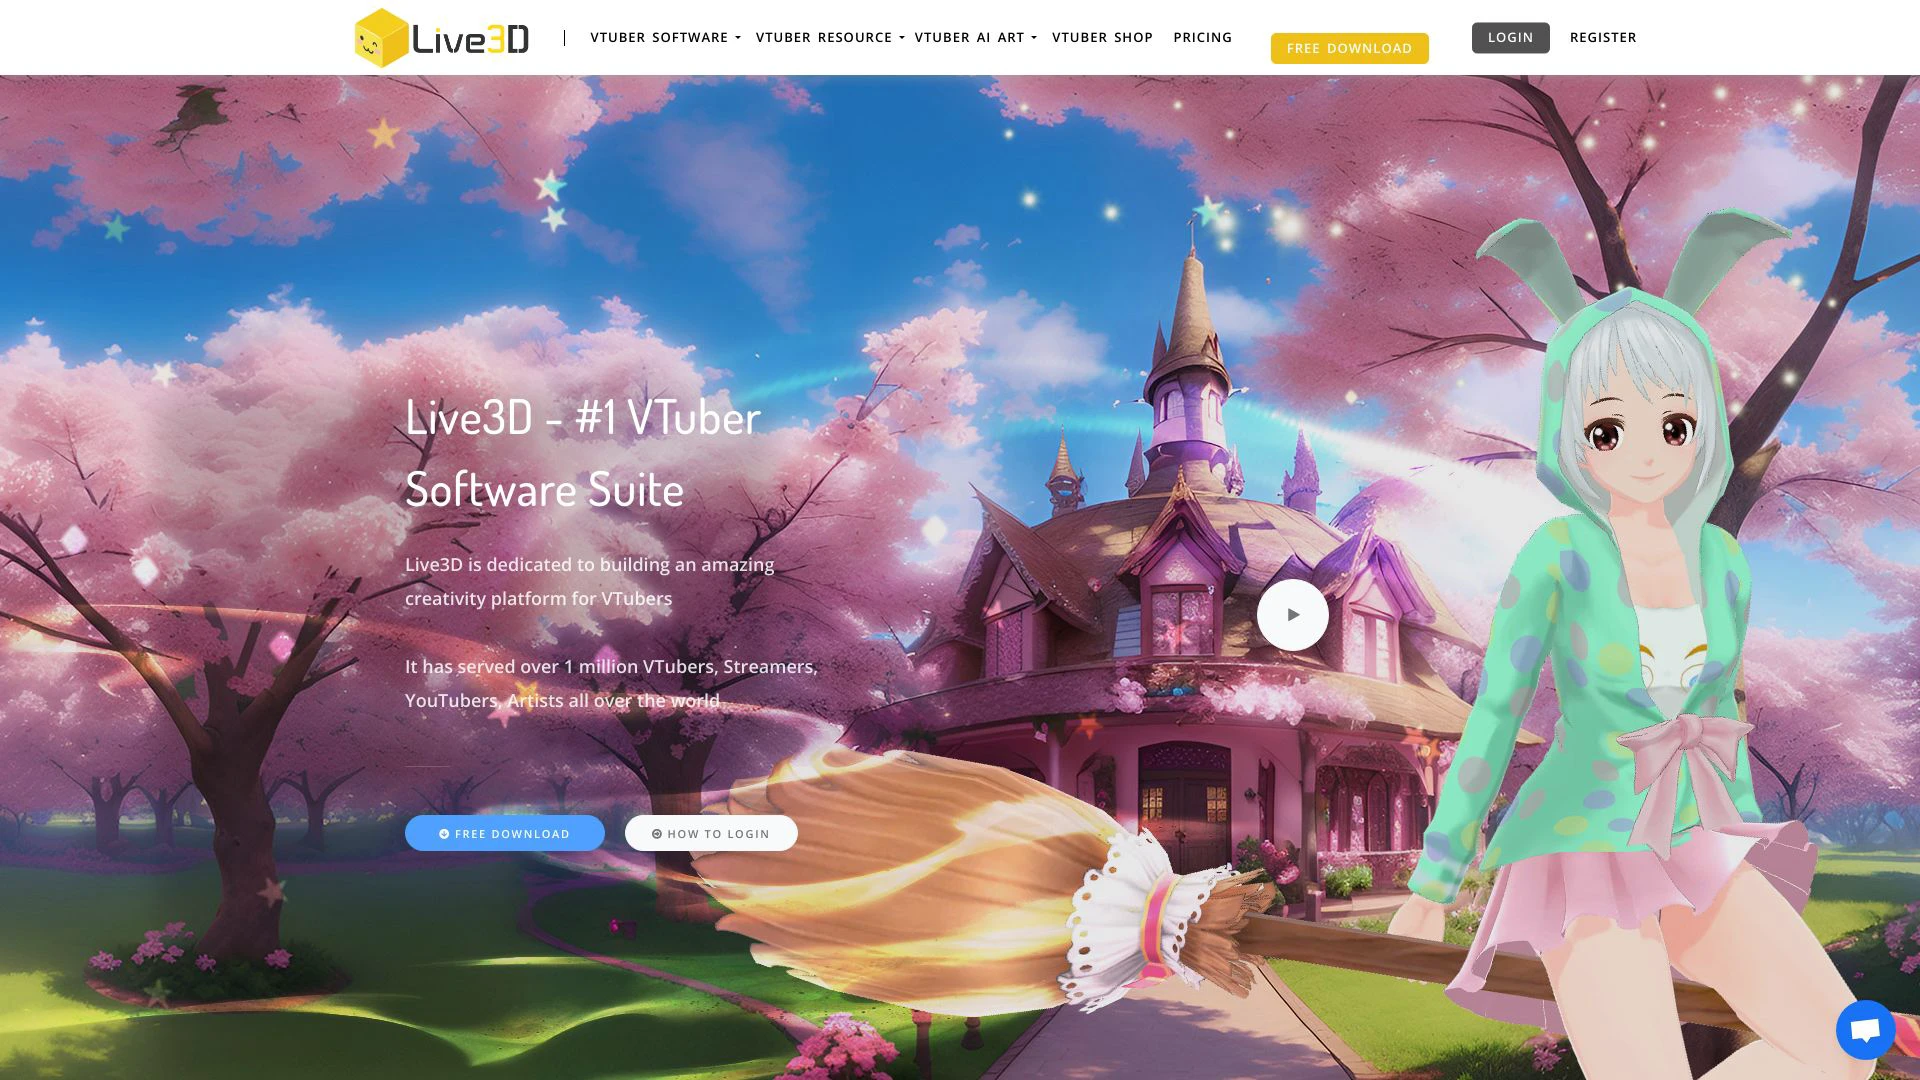 Live3D
VTUBER SOFTWARE
VTUBER RESOURCE
VTUBER AI ART
VTUBER SHOP
PRICING
FREE DOWNLOAD
LOGIN
REGISTER
Live3D - #1 VTuber
Software Suite
Live3D is dedicated to building an amazing
creativity platform for VTubers
It has served over 1 million VTubers, Streamers,
YouTubers, Artists all over the world.
FREE DOWNLOAD
HOW TO LOGIN